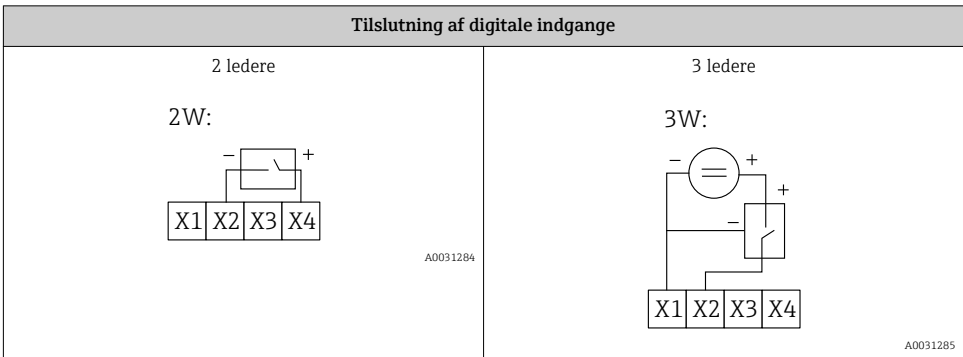 Tilslutning af digitale indgange
2 ledere
2W:
− +
X1 X2 X3 X4
A0031284
3 ledere
3W:
− +
+
−
X1 X2 X3 X4
A0031285